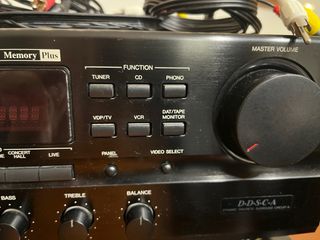 Memory Plus
FUNCTION
MASTER VOLUME
TUNER CD PHONO
VDP/TV VCR DAT/TAPE
MONITOR
CONCERT
HALL LIVE
PANEL VIDEO SELECT
BASS TREBLE BALANCE
D·D·S·C·A